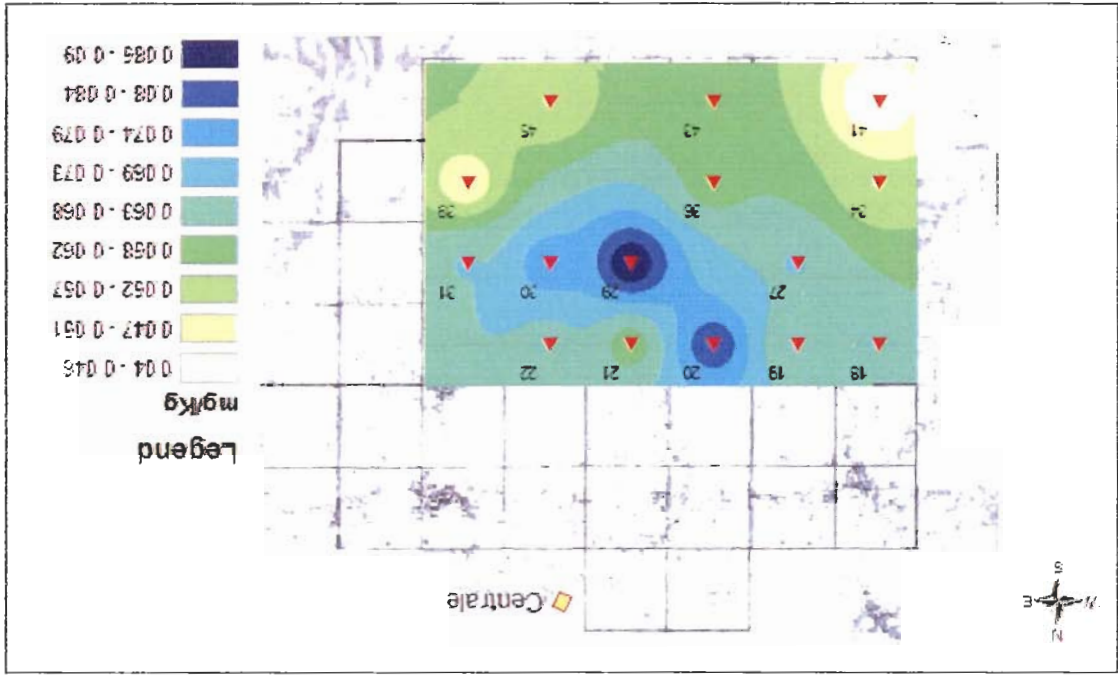 N
W E
S
Centrale
18 19 20 21 22
27 29 30 31
34 36 39
41 43 45
Legend
mg/Kg
0.04 - 0.046
0.047 - 0.051
0.052 - 0.057
0.058 - 0.062
0.063 - 0.068
0.069 - 0.073
0.074 - 0.079
0.08 - 0.084
0.085 - 0.09